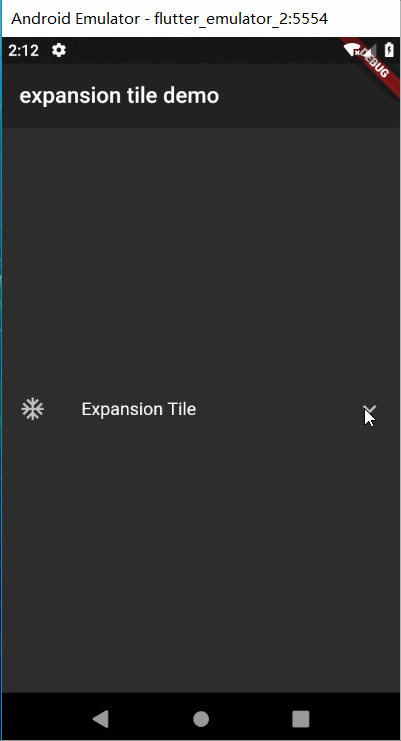 Android Emulator - flutter_emulator_2:5554
2:12
DEBUG
expansion tile demo
Expansion Tile